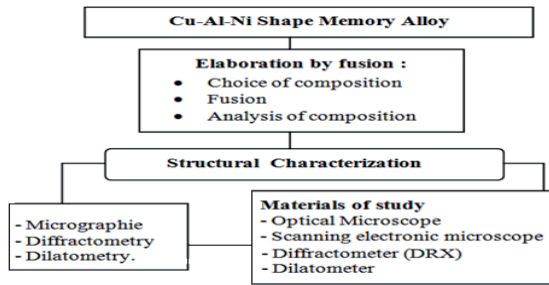 Cu-Al-Ni Shape Memory Alloy
Elaboration by fusion :
• Choice of composition
• Fusion
• Analysis of composition
Structural Characterization
- Micrographie
- Diffractometry
- Dilatometry.
Materials of study
- Optical Microscope
- Scanning electronic microscope
- Diffractometer (DRX)
- Dilatometer